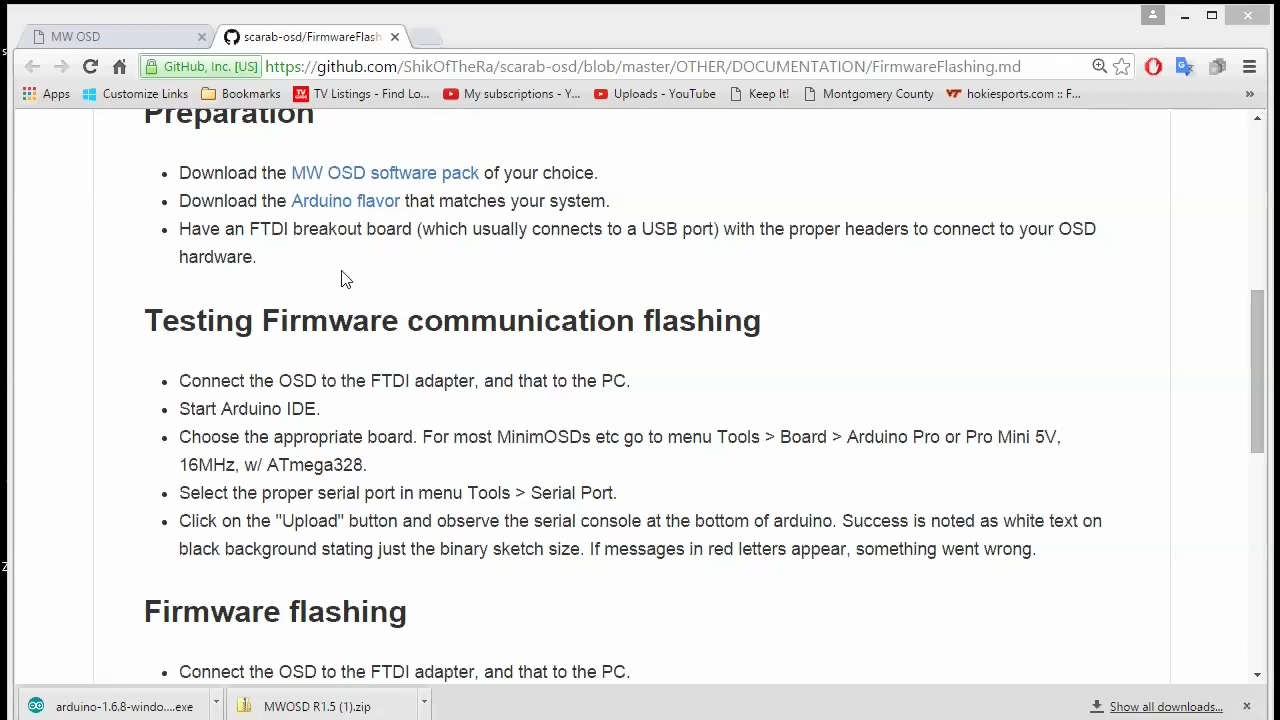 MW OSD
scarab-osd/FirmwareFlash
GitHub, Inc. [US] https://github.com/ShikOfTheRa/scarab-osd/blob/master/OTHER/DOCUMENTATION/FirmwareFlashing.md
Apps Customize Links Bookmarks TV Listings - Find Lo... My subscriptions - Y... Uploads - YouTube Keep It! Montgomery County hokiesports.com :: F... »
Preparation
• Download the MW OSD software pack of your choice.
• Download the Arduino flavor that matches your system.
• Have an FTDI breakout board (which usually connects to a USB port) with the proper headers to connect to your OSD
hardware.
Testing Firmware communication flashing
• Connect the OSD to the FTDI adapter, and that to the PC.
• Start Arduino IDE.
• Choose the appropriate board. For most MinimOSDs etc go to menu Tools > Board > Arduino Pro or Pro Mini 5V,
16MHz, w/ ATmega328.
• Select the proper serial port in menu Tools > Serial Port.
• Click on the "Upload" button and observe the serial console at the bottom of arduino. Success is noted as white text on
black background stating just the binary sketch size. If messages in red letters appear, something went wrong.
Firmware flashing
• Connect the OSD to the FTDI adapter, and that to the PC.
arduino-1.6.8-windo....exe
MWOSD R1.5 (1).zip
Show all downloads...